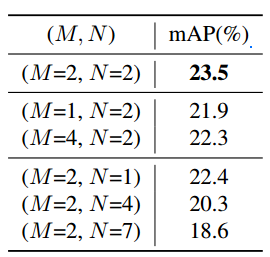 (M, N) mAP(%)
(M=2, N=2) 23.5
(M=1, N=2) 21.9
(M=4, N=2) 22.3
(M=2, N=1) 22.4
(M=2, N=4) 20.3
(M=2, N=7) 18.6